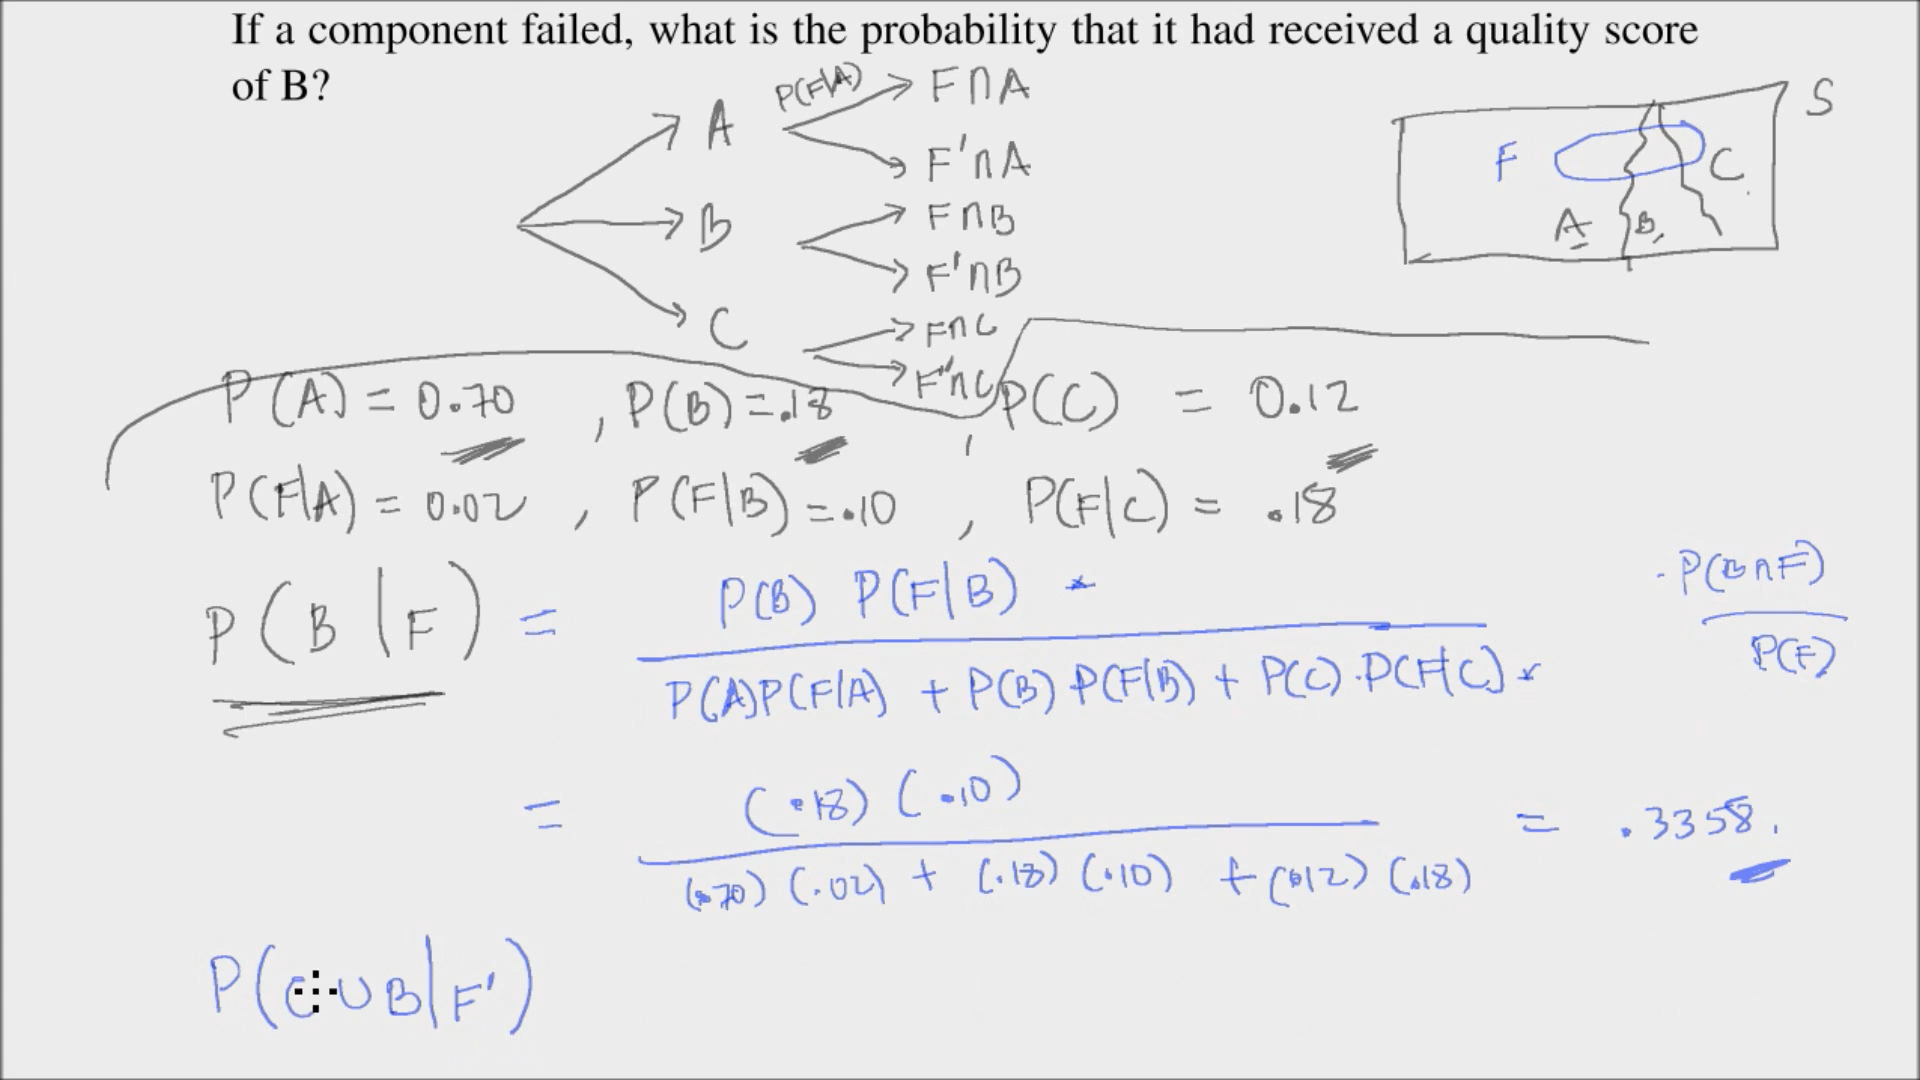 If a component failed, what is the probability that it had received a quality score
of B?
P(F|A)
F∩A
A
F'∩A
B
F∩B
F'∩B
C
F∩C
F'∩C
S
F
C
A
B
P(A) = 0.70 , P(B) = .18 , P(C) = 0.12
P(F|A) = 0.02 , P(F|B) = .10 , P(F|C) = .18
P(B|F) = P(B) P(F|B)
P(A)P(F|A) + P(B) P(F|B) + P(C) . P(F|C)
P(B∩F)
P(F)
= (.18) (.10)
(.70) (.02) + (.18) (.10) + (.12) (.18)
= .3358.
P(C∪B|F')